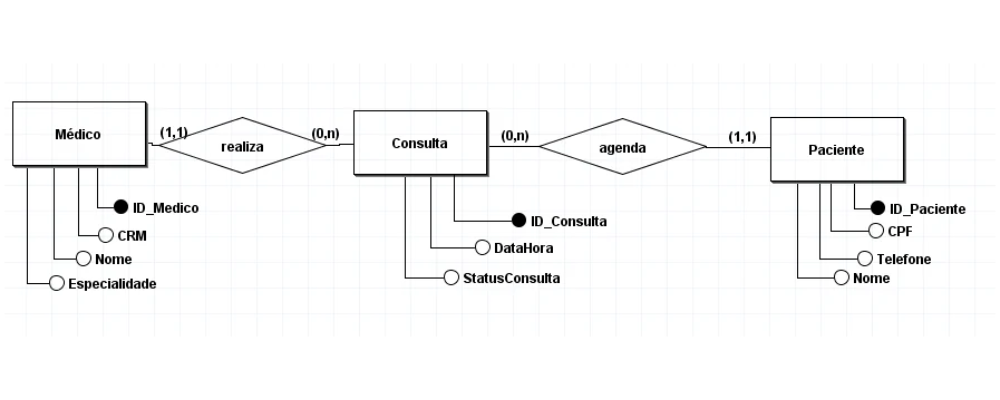 Médico
(1,1)
realiza
(0,n)
Consulta
(0,n)
agenda
(1,1)
Paciente
ID_Medico
CRM
Nome
Especialidade
ID_Consulta
DataHora
StatusConsulta
ID_Paciente
CPF
Telefone
Nome